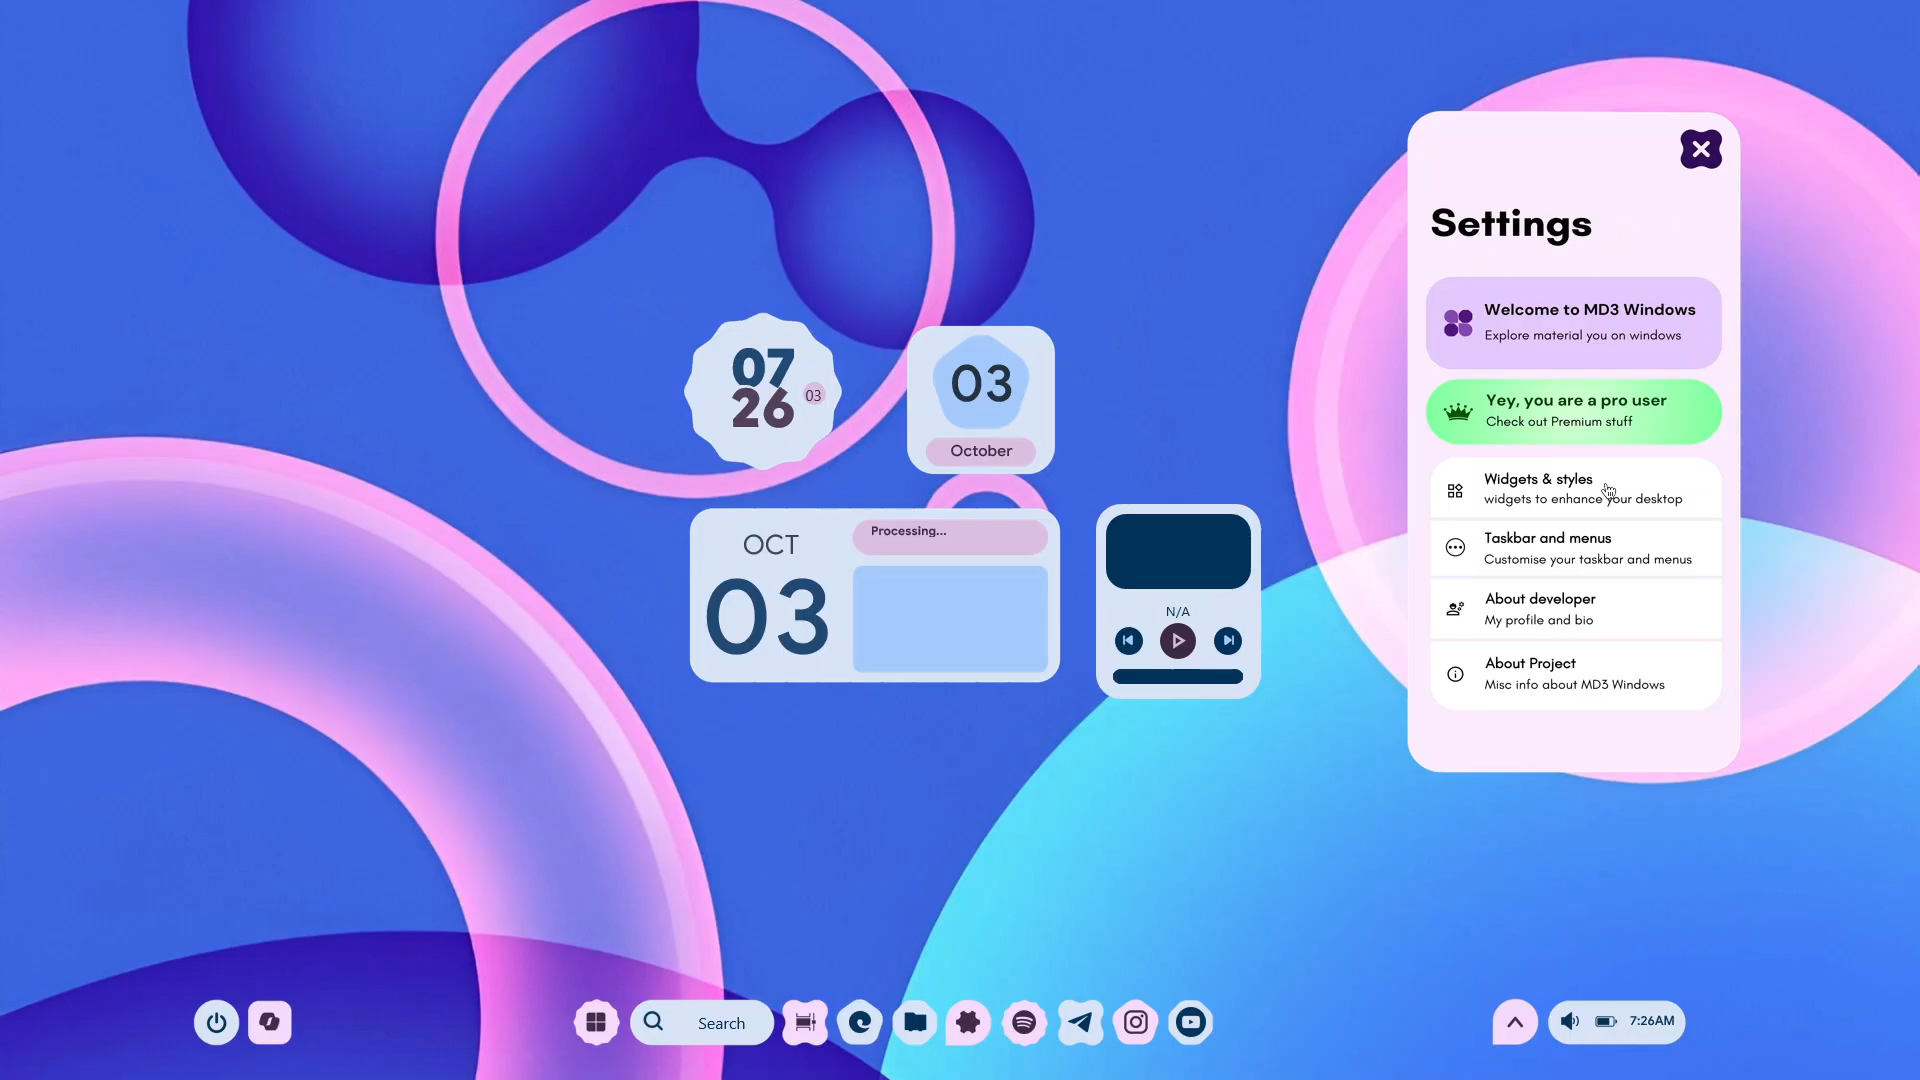 07
26
03
03
October
OCT
03
Processing...
N/A
Settings
Welcome to MD3 Windows
Explore material you on windows
Yey, you are a pro user
Check out Premium stuff
Widgets & styles
widgets to enhance your desktop
Taskbar and menus
Customise your taskbar and menus
About developer
My profile and bio
About Project
Misc info about MD3 Windows
Search
7:26AM